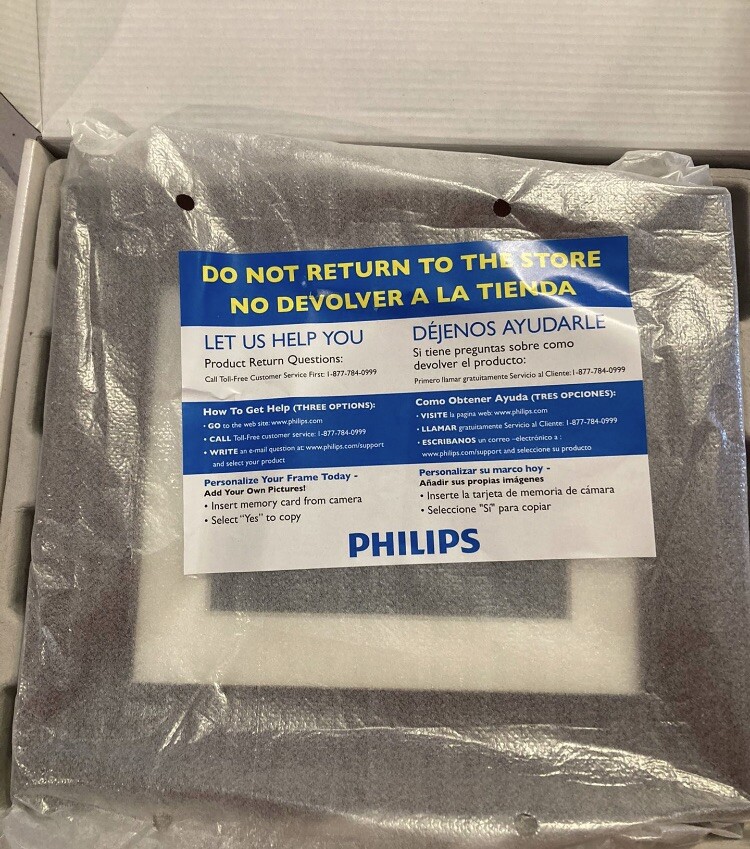 DO NOT RETURN TO THE STORE
NO DEVOLVER A LA TIENDA
LET US HELP YOU
Product Return Questions:
Call Toll-Free Customer Service First: 1-877-784-0999
DÉJENOS AYUDARLE
Si tiene preguntas sobre como
devolver el producto:
Primero llamar gratuitamente Servicio al Cliente: 1-877-784-0999
How To Get Help (THREE OPTIONS):
• GO to the web site: www.philips.com
• CALL Toll-Free customer service: 1-877-784-0999
• WRITE an e-mail question at: www.philips.com/support
and select your product
Como Obtener Ayuda (TRES OPCIONES):
• VISITE la pagina web: www.philips.com
• LLAMAR gratuitamente Servicio al Cliente: 1-877-784-0999
• ESCRIBANOS un correo –electrónico a :
www.philips.com/support and seleccione su producto
Personalize Your Frame Today -
Add Your Own Pictures!
• Insert memory card from camera
• Select "Yes" to copy
Personalizar su marco hoy -
Añadir sus propias imágenes
• Inserte la tarjeta de memoria de cámara
• Seleccione "Sí" para copiar
PHILIPS